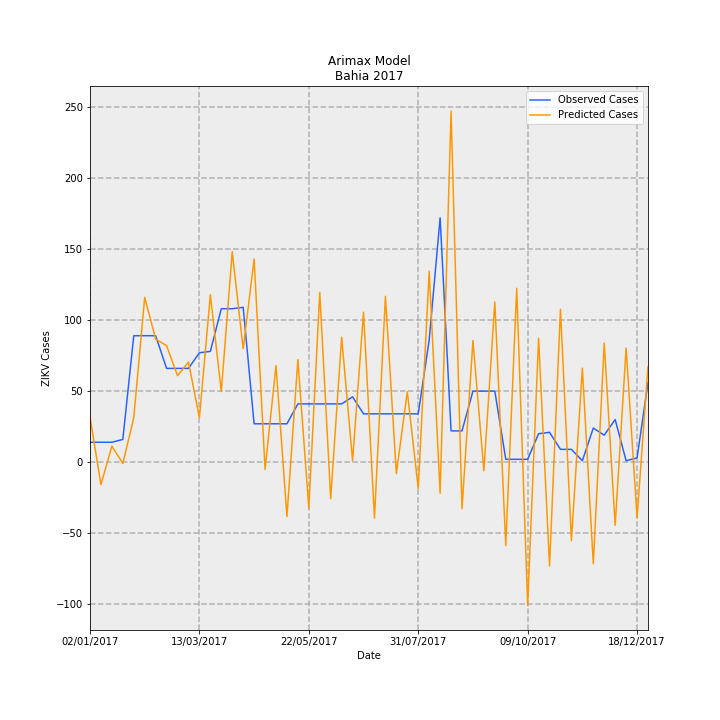 Arimax Model
Bahia 2017
Observed Cases
Predicted Cases
ZIKV Cases
250
200
150
100
50
0
−50
−100
02/01/2017
13/03/2017
22/05/2017
31/07/2017
09/10/2017
18/12/2017
Date